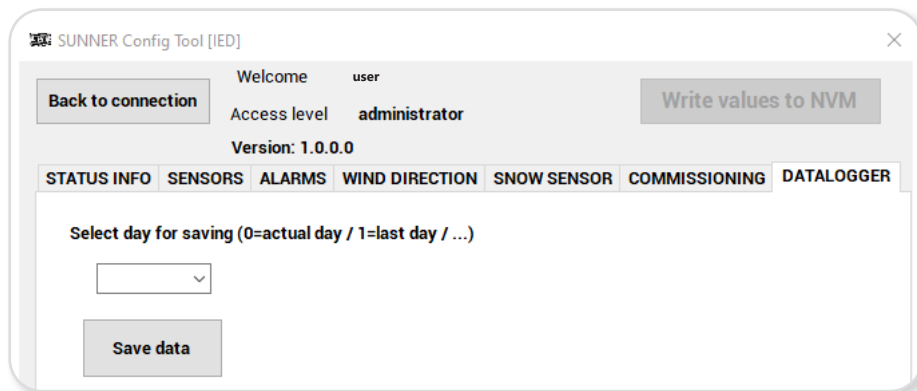 SUNNER Config Tool [IED]
Back to connection
Welcome user
Access level administrator
Version: 1.0.0.0
Write values to NVM
STATUS INFO SENSORS ALARMS WIND DIRECTION SNOW SENSOR COMMISSIONING DATALOGGER
Select day for saving (0=actual day / 1=last day / ...)
Save data